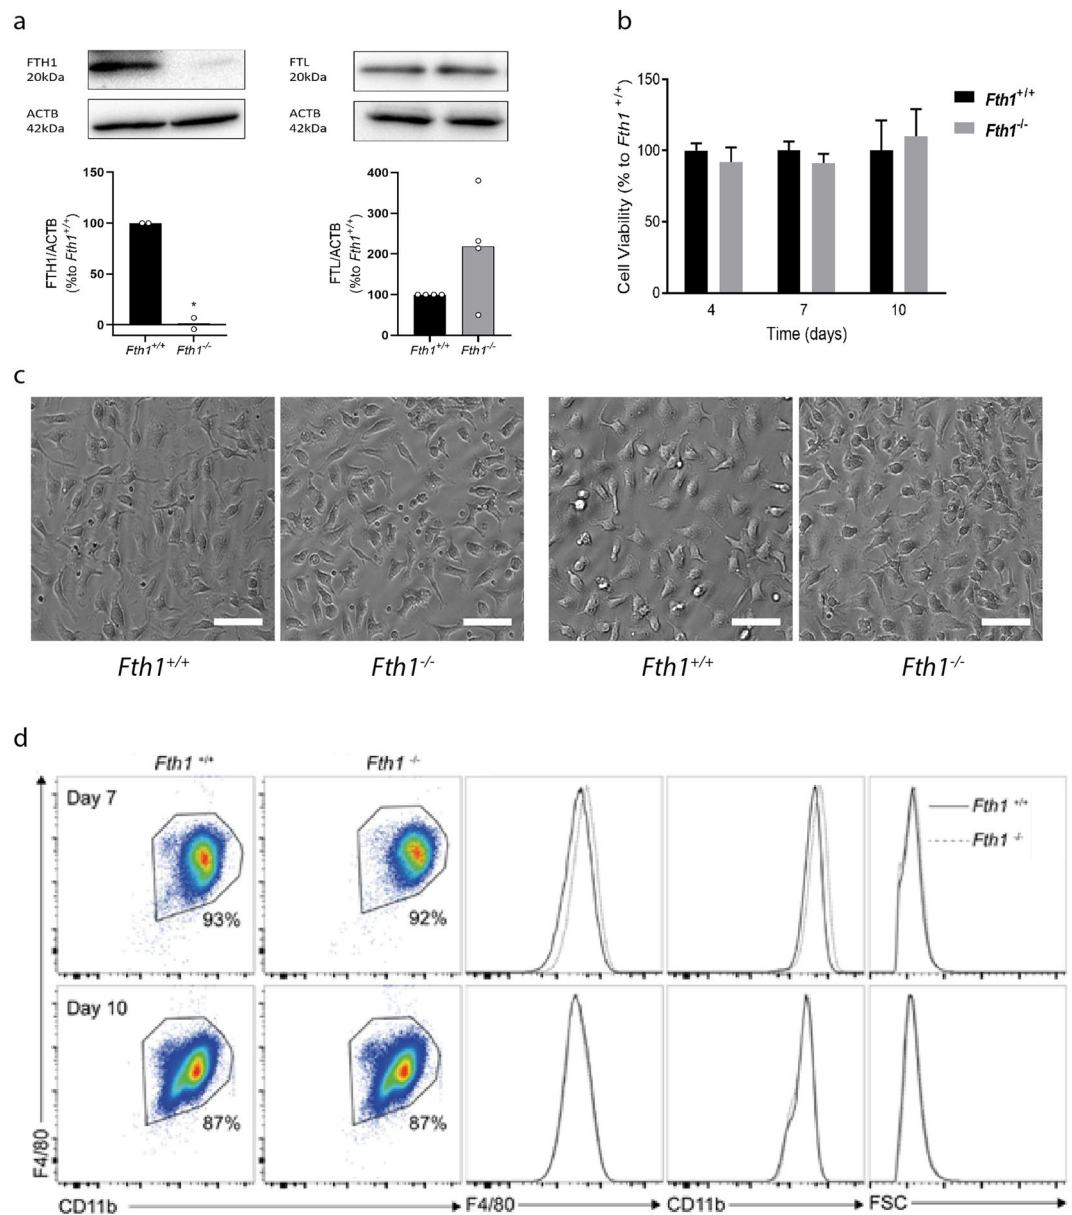 a
FTH1
20kDa
ACTB
42kDa
FTL
20kDa
ACTB
42kDa
FTH1/ACTB
(%to Fth1+/+)
150
100
50
0
*
Fth1+/+ Fth1-/-
FTL/ACTB
(%to Fth1+/+)
400
300
200
100
0
Fth1+/+ Fth1-/-
b
Cell Viability (% to Fth1 +/+)
150
100
50
0
4 7 10
Time (days)
Fth1+/+
Fth1-/-
c
Fth1+/+ Fth1-/- Fth1+/+ Fth1-/-
d
Fth1 +/+ Fth1 -/-
Day 7
93% 92%
Fth1 +/+
Fth1 -/-
Day 10
87% 87%
F4/80
CD11b F4/80 CD11b FSC